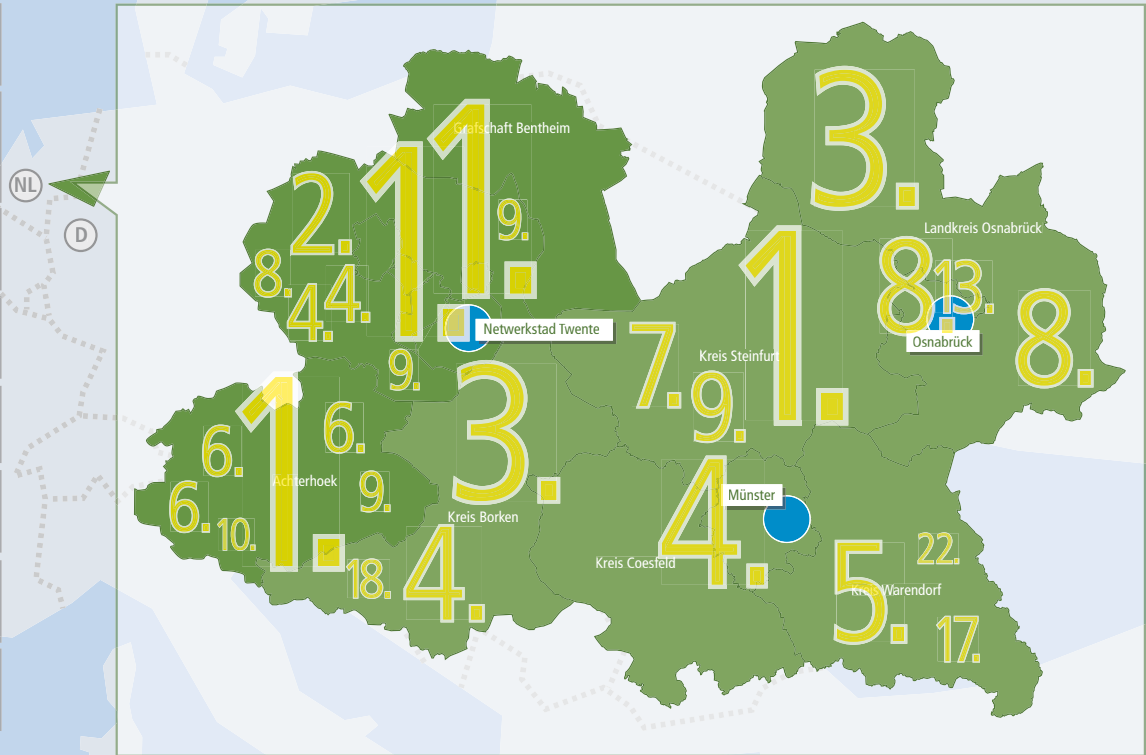 Grafschaft Bentheim
3.
NL
2.
1.
1.
9.
D
Landkreis Osnabrück
8.
4.
4.
1.
8.
13.
8.
Netwerkstad Twente
Osnabrück
7.
Kreis Steinfurt
9.
9.
1.
3.
6.
6.
Achterhoek
9.
6.
10.
Kreis Borken
4.
Münster
18.
4.
Kreis Coesfeld
5.
22.
Kreis Warendorf
17.